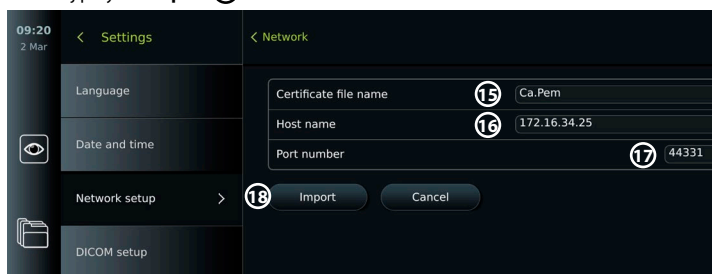 09:20
2 Mar
Settings
Network
Language
Date and time
Network setup
DICOM setup
Certificate file name 15 Ca.Pem
Host name 16 172.16.34.25
Port number 17 44331
18 Import Cancel